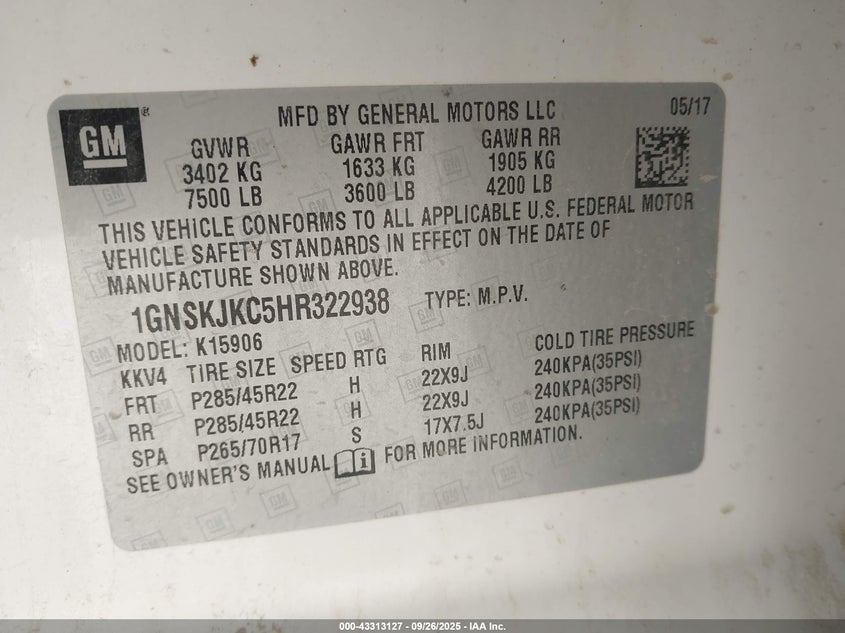 GM
®
MFD BY GENERAL MOTORS LLC
05/17
GVWR GAWR FRT GAWR RR
3402 KG 1633 KG 1905 KG
7500 LB 3600 LB 4200 LB
THIS VEHICLE CONFORMS TO ALL APPLICABLE U.S. FEDERAL MOTOR
VEHICLE SAFETY STANDARDS IN EFFECT ON THE DATE OF
MANUFACTURE SHOWN ABOVE.
1GNSKJKC5HR322938 TYPE: M.P.V.
MODEL: K15906
KKV4 TIRE SIZE SPEED RTG RIM COLD TIRE PRESSURE
FRT P285/45R22 H 22X9J 240KPA(35PSI)
RR P285/45R22 H 22X9J 240KPA(35PSI)
SPA P265/70R17 S 17X7.5J 240KPA(35PSI)
SEE OWNER'S MANUAL i FOR MORE INFORMATION.
000-43313127 - 09/26/2025 - IAA Inc.